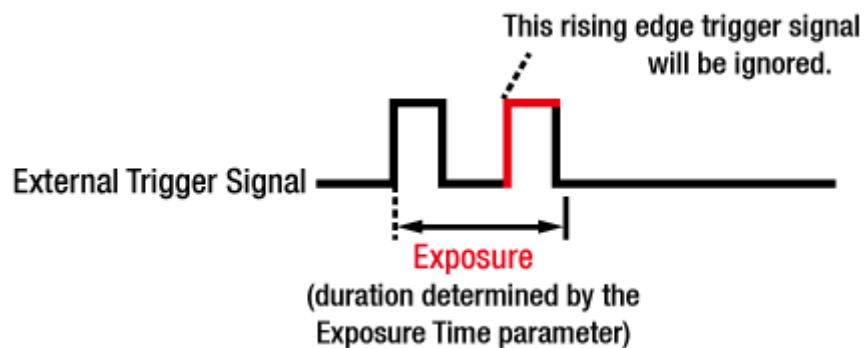 This rising edge trigger signal
will be ignored.
External Trigger Signal
Exposure
(duration determined by the
Exposure Time parameter)